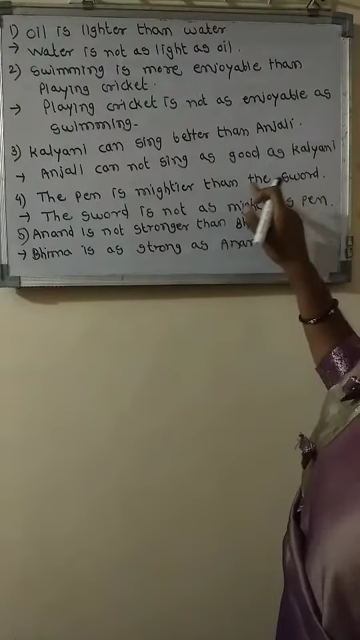 1) Oil is lighter than water
→ Water is not as light as oil.
2) Swimming is more enjoyable than
Playing cricket.
→ Playing cricket is not as enjoyable as
swimming.
3) Kalyani can sing better than Anjali.
→ Anjali can not sing as good as Kalyani
4) The pen is mightier than the sword.
→ The sword is not as pen.
5) Anand is not stronger than
→ Bhima is as strong as